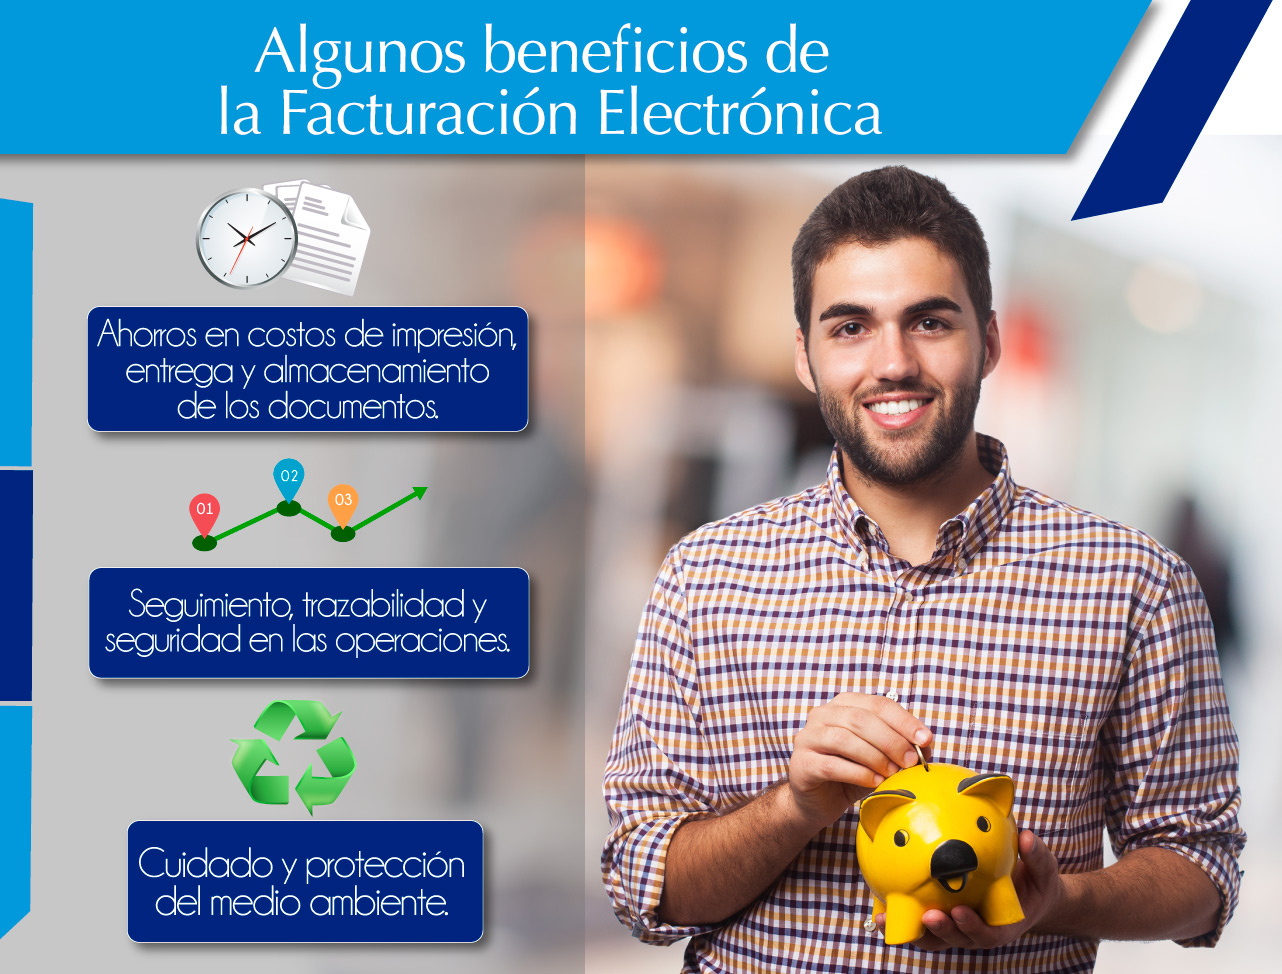 Algunos beneficios de
la Facturación Electrónica
Ahorros en costos de impresión,
entrega y almacenamiento
de los documentos.
01
02
03
Seguimiento, trazabilidad y
seguridad en las operaciones.
Cuidado y protección
del medio ambiente.